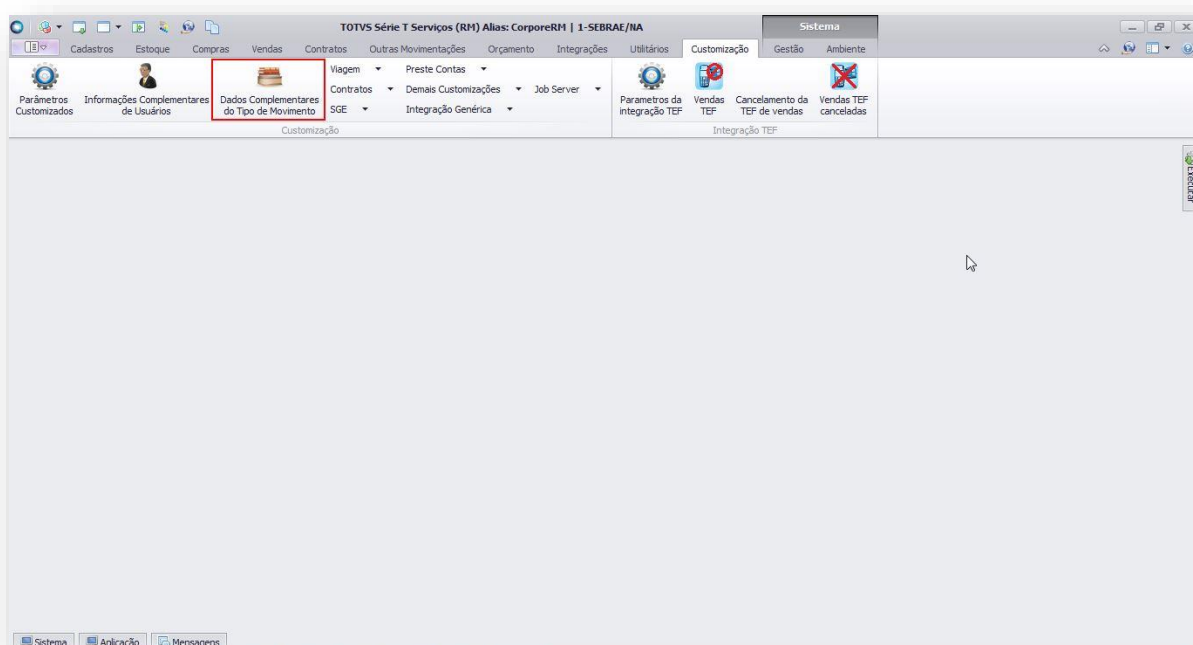 TOTVS Série T Serviços (RM) Alias: CorporeRM | 1-SEBRAE/NA
Sistema
Cadastros Estoque Compras Vendas Contratos Outras Movimentações Orçamento Integrações Utilitários Customização Gestão Ambiente
Parâmetros Customizados
Informações Complementares de Usuários
Dados Complementares do Tipo de Movimento
Viagem
Contratos
SGE
Preste Contas
Demais Customizações
Integração Genérica
Job Server
Customização
Parametros da integração TEF
Vendas TEF
Cancelamento da TEF de vendas
Vendas TEF canceladas
Integração TEF
Executar
Sistema Aplicação Mensagens